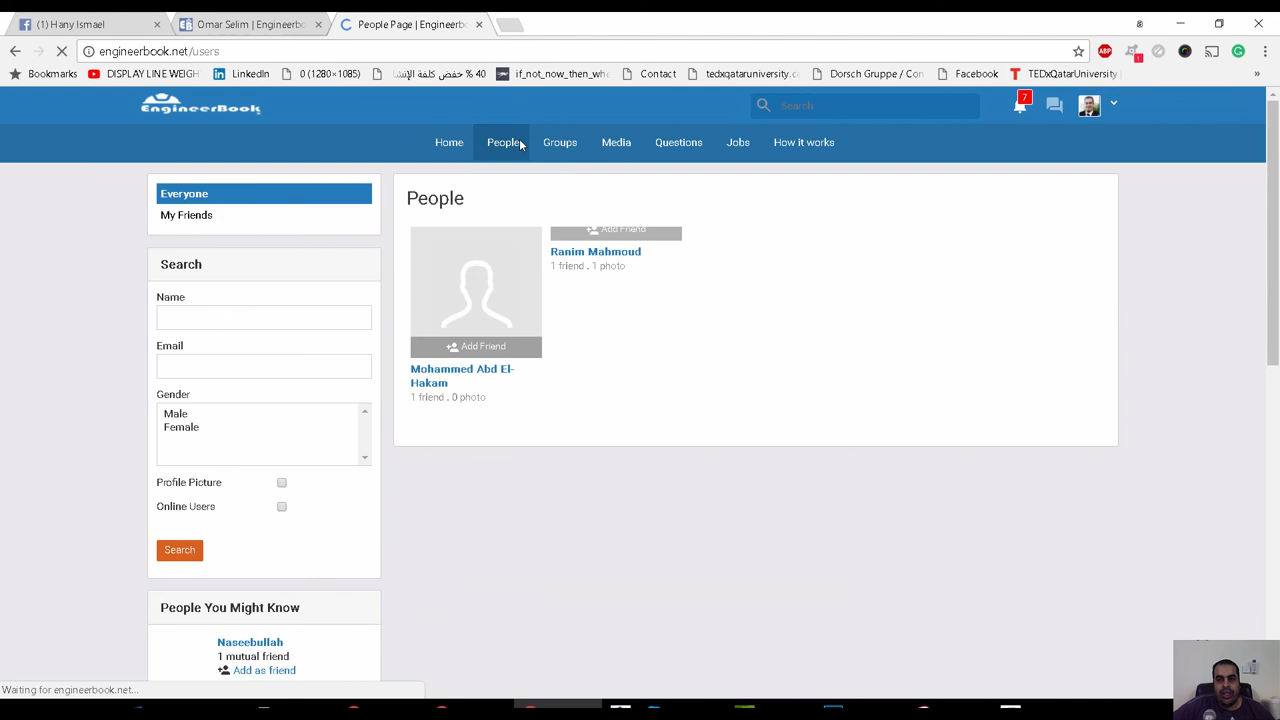 (1) Hany Ismael
Omar Selim | Engineerb
People Page | Engineerb
engineerbook.net/users
Bookmarks
DISPLAY LINE WEIGH
LinkedIn
0 (1630×1085)
40 % خفض كلفة الإنشا
if_not_now_then_whe
Contact
tedxqataruniversity.c
Dorsch Gruppe / Con
Facebook
TEDxQatarUniversity
»
EngineerBook
Search
7
Home
People
Groups
Media
Questions
Jobs
How it works
Everyone
My Friends
Search
Name
Email
Gender
Male
Female
Profile Picture
Online Users
Search
People You Might Know
Naseebullah
1 mutual friend
Add as friend
People
Add Friend
Mohammed Abd El-
Hakam
1 friend . 0 photo
Add Friend
Ranim Mahmoud
1 friend . 1 photo
Waiting for engineerbook.net...